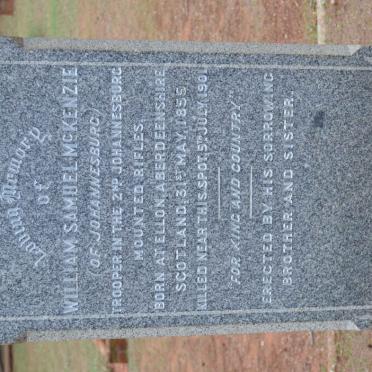 Loving Memory
of
WILLIAM SAMUEL McKENZIE
(OF JOHANNESBURG)
TROOPER IN THE 2ND JOHANNESBURG
MOUNTED RIFLES.
BORN AT ELLON, ABERDEENSHIRE
SCOTLAND, 31ST MAY, 1855.
KILLED NEAR THIS SPOT, 5TH JULY, 1901
"FOR KING AND COUNTRY"
ERECTED BY HIS SORROWING
BROTHER AND SISTER.